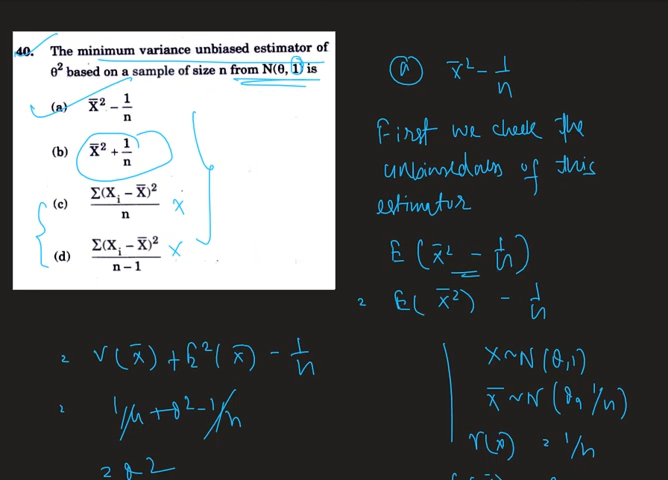 40. The minimum variance unbiased estimator of
θ² based on a sample of size n from N(θ, 1) is
(a) X̄² − 1/n
(b) X̄² + 1/n
(c) Σ(Xᵢ − X̄)² / n ×
(d) Σ(Xᵢ − X̄)² / n − 1 ×
(a) x̄² − 1/n
First we check the
unbiasedness of this
estimator
E(x̄² − 1/n)
= E(x̄²) − 1/n
= V(x̄) + E²(x̄) − 1/n
= 1/n + θ² − 1/n
= θ²
X ~ N(θ, 1)
x̄ ~ N(θ, 1/n)
V(x̄) = 1/n